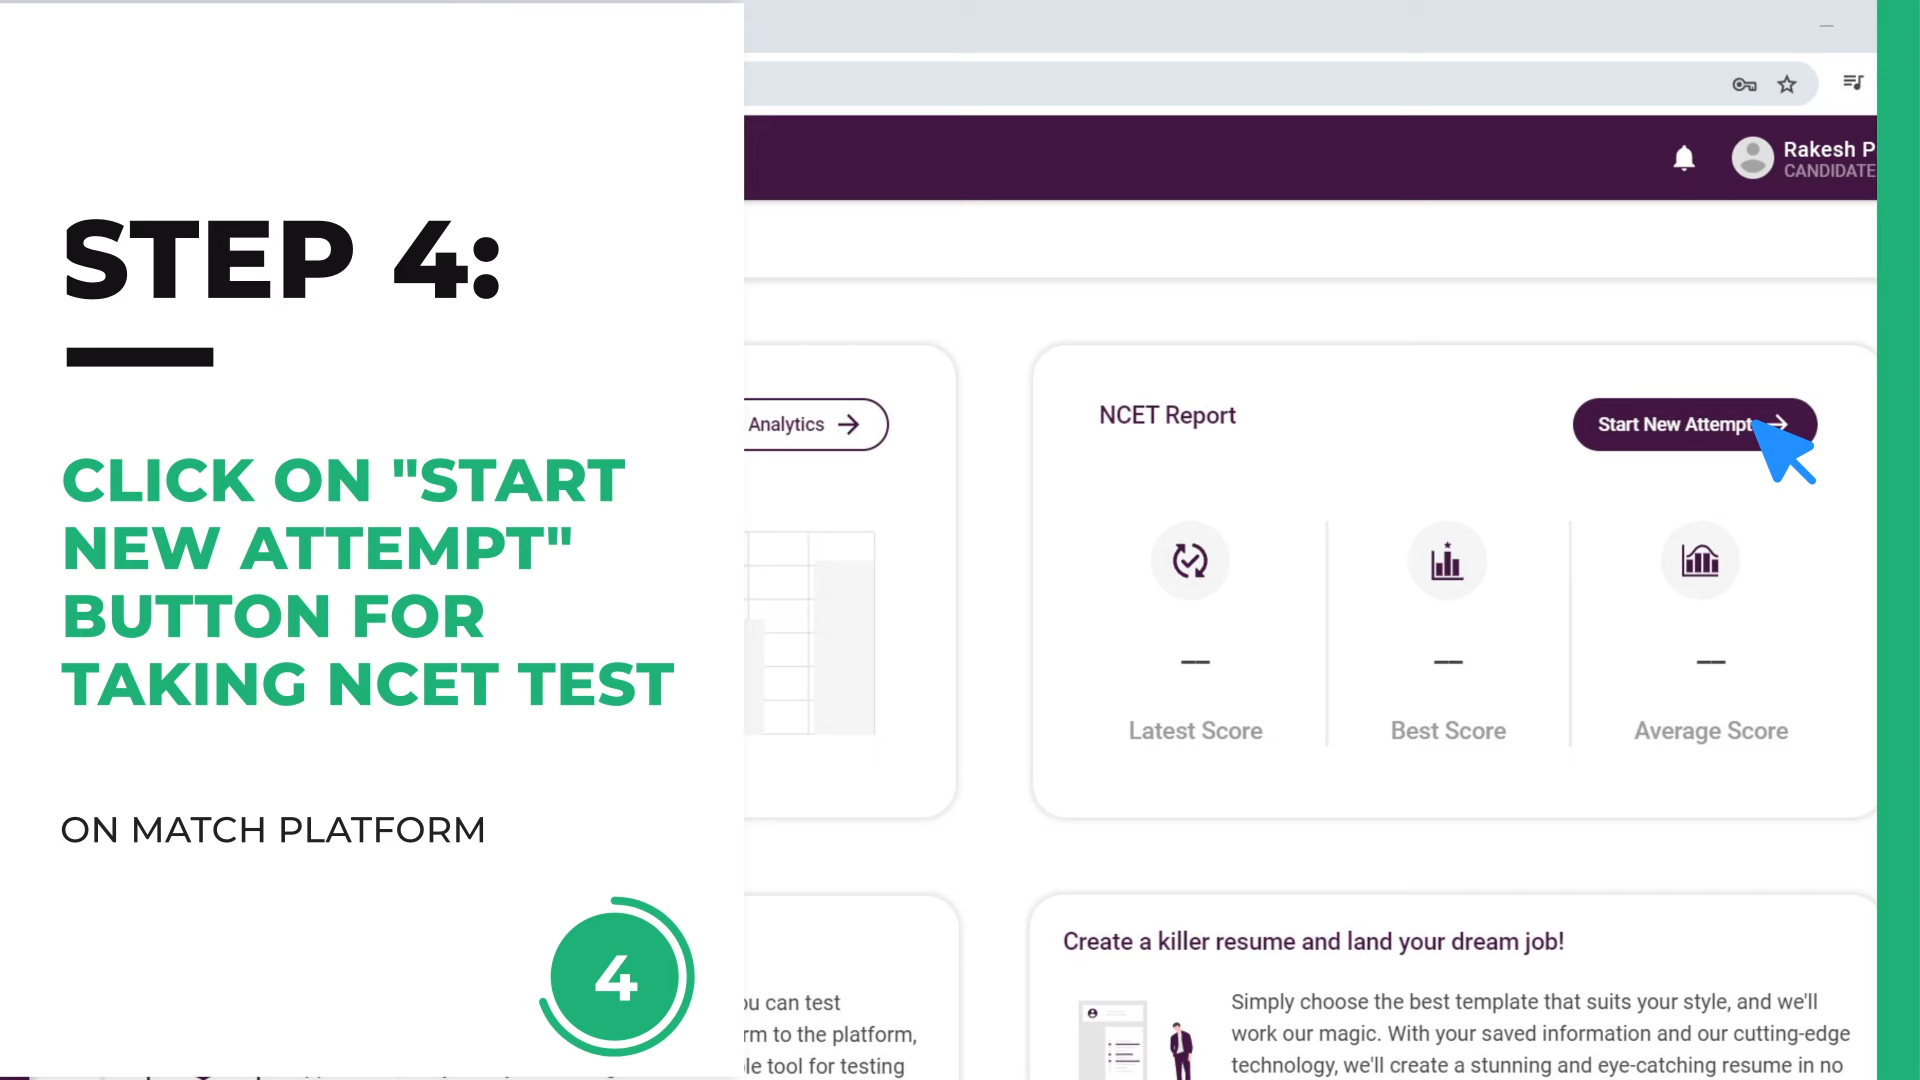 STEP 4:
CLICK ON "START
NEW ATTEMPT"
BUTTON FOR
TAKING NCET TEST
ON MATCH PLATFORM
4
Rakesh P
CANDIDATE
Analytics
NCET Report
Start New Attempt
Latest Score
Best Score
Average Score
can test
to the platform,
tool for testing
Create a killer resume and land your dream job!
Simply choose the best template that suits your style, and we'll
work our magic. With your saved information and our cutting-edge
technology, we'll create a stunning and eye-catching resume in no